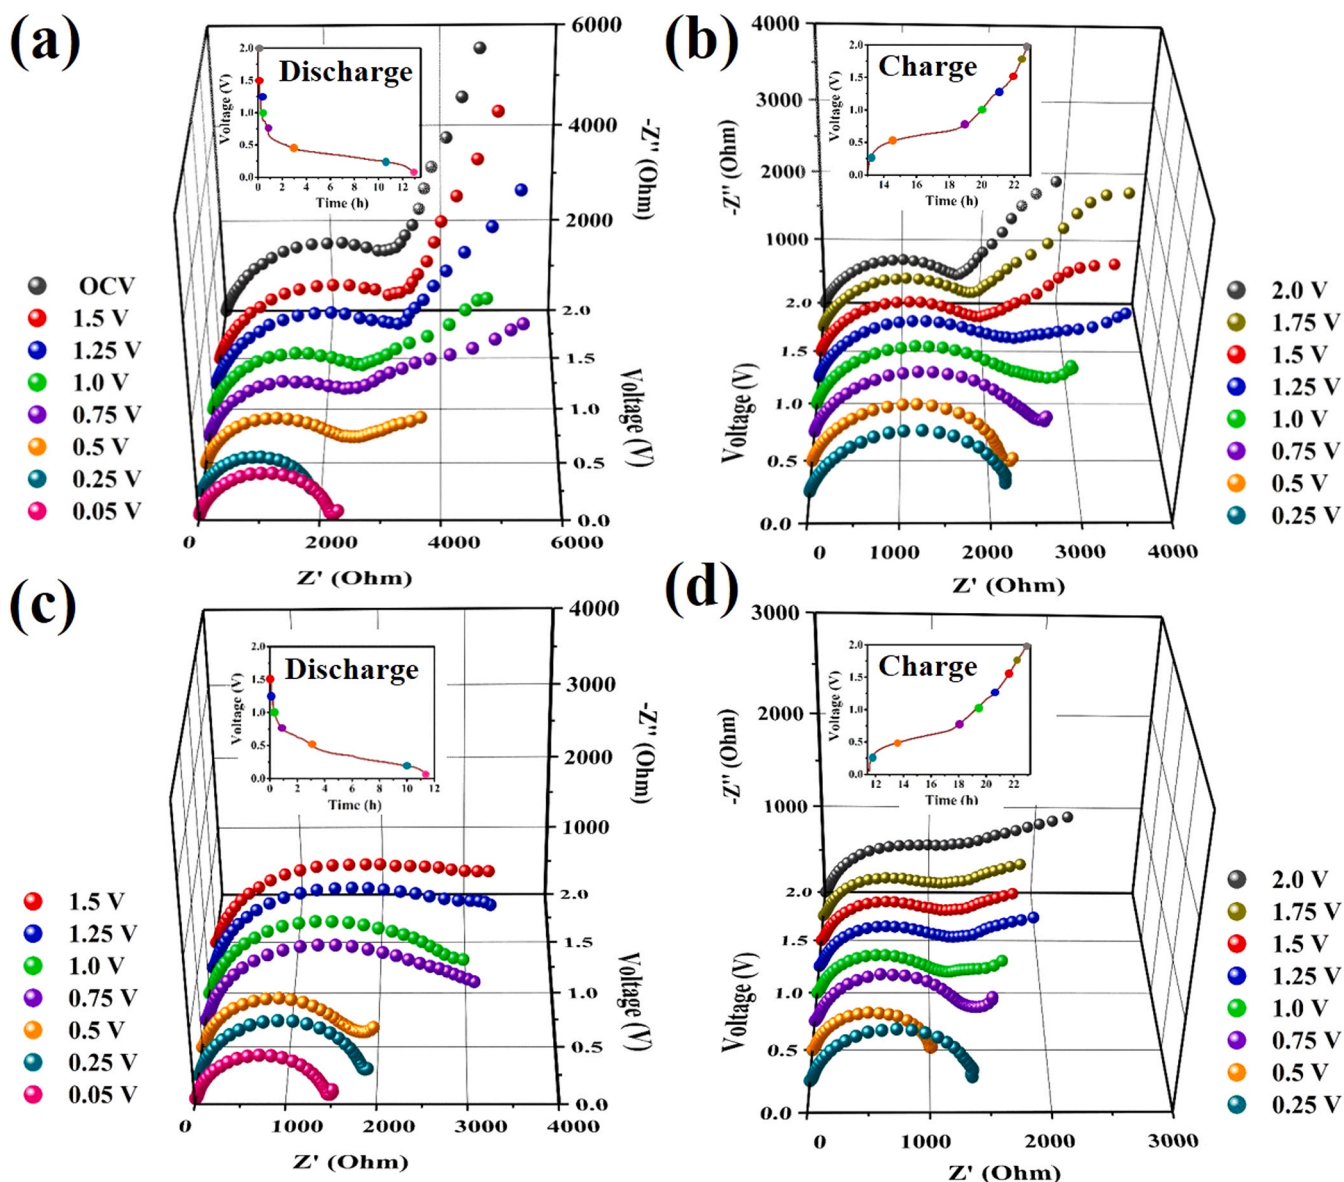 (a)
6000
4000
2000
-Z'' (Ohm)
Discharge
Voltage (V)
2.0
1.5
1.0
0.5
0.0
0 2 4 6 8 10 12
Time (h)
OCV
1.5 V
1.25 V
1.0 V
0.75 V
0.5 V
0.25 V
0.05 V
2.0
1.5
1.0
0.5
0.0
Voltage (V)
0 2000 4000 6000
Z' (Ohm)
(b)
4000
3000
2000
1000
-Z'' (Ohm)
Charge
Voltage (V)
2.0
1.5
1.0
0.5
0.0
14 16 18 20 22
Time (h)
2.0
1.5
1.0
0.5
0.0
Voltage (V)
2.0 V
1.75 V
1.5 V
1.25 V
1.0 V
0.75 V
0.5 V
0.25 V
0 1000 2000 3000 4000
Z' (Ohm)
(c)
4000
3000
2000
1000
-Z'' (Ohm)
Discharge
Voltage (V)
2.0
1.5
1.0
0.5
0.0
0 2 4 6 8 10 12
Time (h)
1.5 V
1.25 V
1.0 V
0.75 V
0.5 V
0.25 V
0.05 V
2.0
1.5
1.0
0.5
0.0
Voltage (V)
0 1000 2000 3000 4000
Z' (Ohm)
(d)
3000
2000
1000
-Z'' (Ohm)
Charge
Voltage (V)
2.0
1.5
1.0
0.5
0.0
12 14 16 18 20 22
Time (h)
2.0
1.5
1.0
0.5
0.0
Voltage (V)
2.0 V
1.75 V
1.5 V
1.25 V
1.0 V
0.75 V
0.5 V
0.25 V
0 1000 2000 3000
Z' (Ohm)